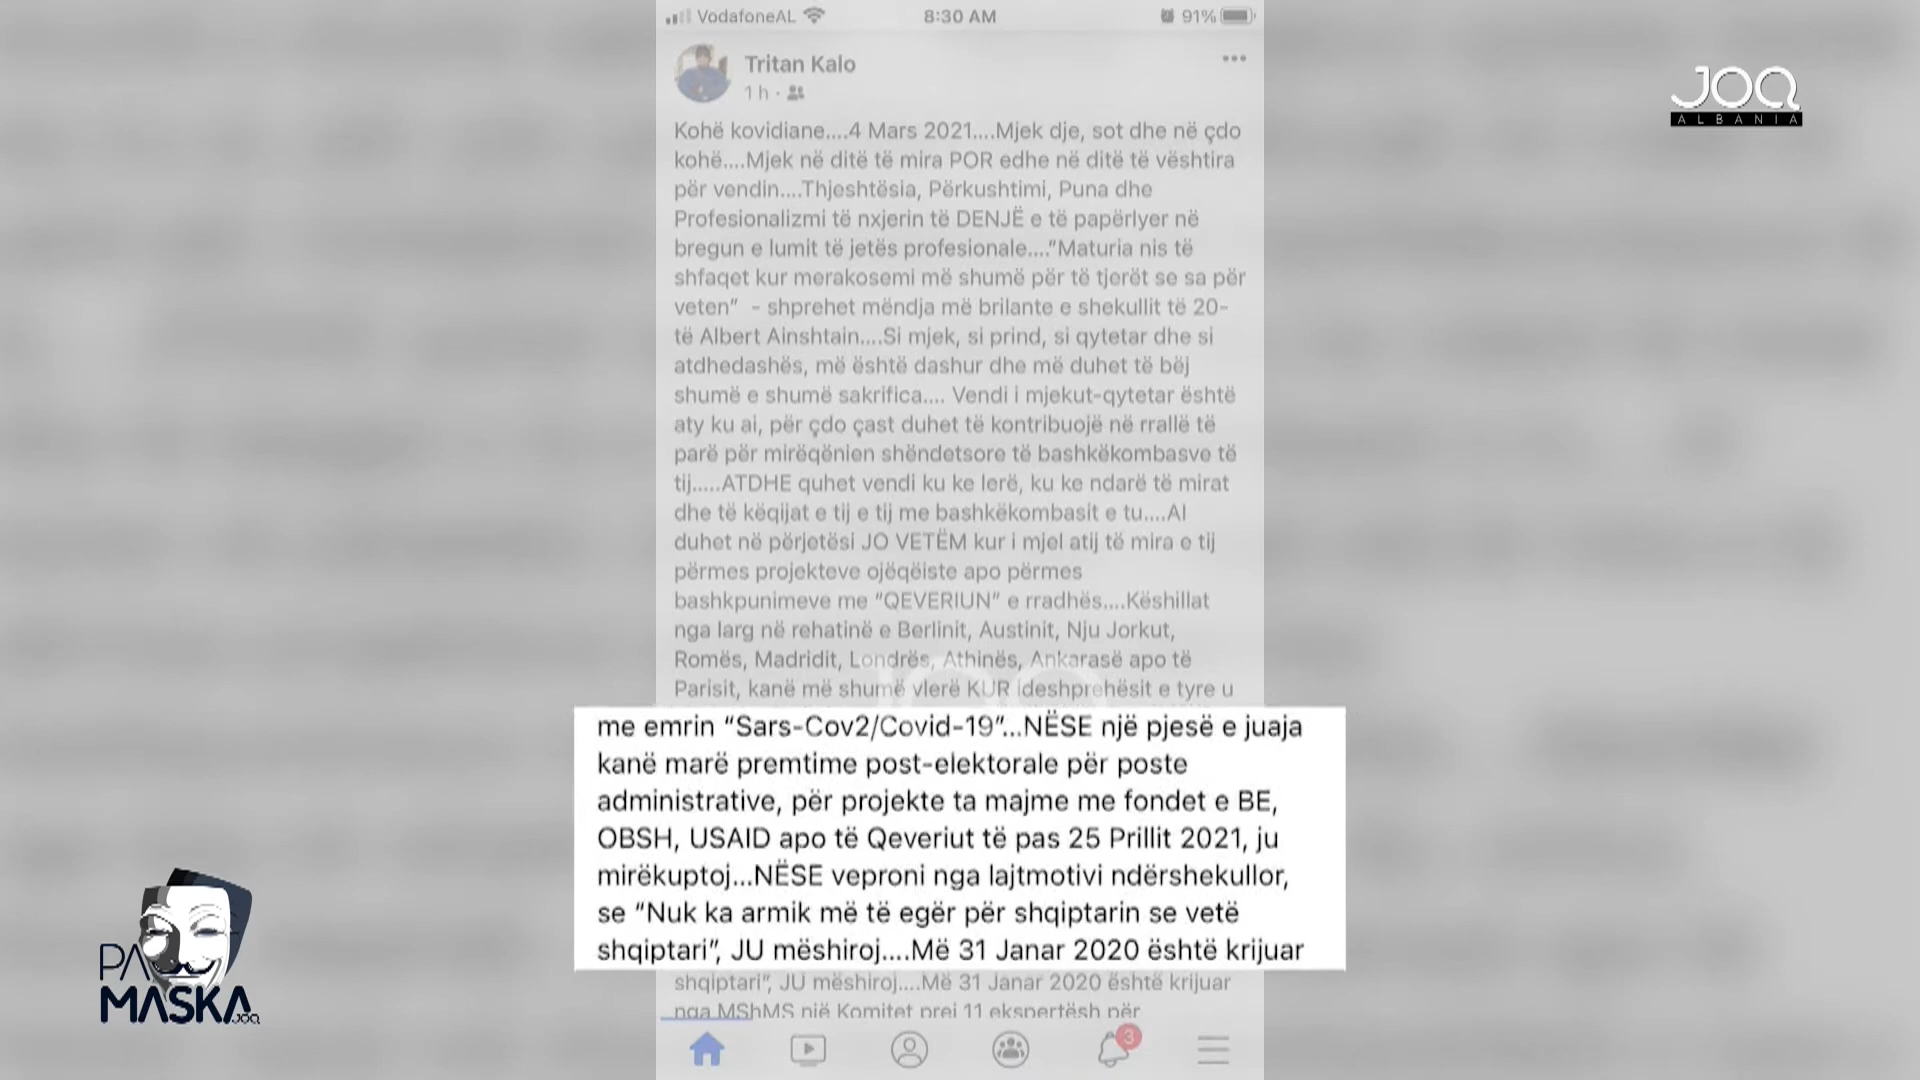 VodafoneAL
8:30 AM
91%
Tritan Kalo
1 h ·
Kohë kovidiane....4 Mars 2021....Mjek dje, sot dhe në çdo
kohë....Mjek në ditë të mira POR edhe në ditë të vështira
për vendin....Thjeshtësia, Përkushtimi, Puna dhe
Profesionalizmi të nxjerin të DENJË e të papërlyer në
bregun e lumit të jetës profesionale...."Maturia nis të
shfaqet kur merakosemi më shumë për të tjerët se sa për
veten" - shprehet mëndja më brilante e shekullit të 20-
të Albert Ainshtain....Si mjek, si prind, si qytetar dhe si
atdhedashës, më është dashur dhe më duhet të bëj
shumë e shumë sakrifica.... Vendi i mjekut-qytetar është
aty ku ai, për çdo çast duhet të kontribuojë në rrallë të
parë për mirëqënien shëndetsore të bashkëkombasve të
tij.....ATDHE quhet vendi ku ke lerë, ku ke ndarë të mirat
dhe të këqijat e tij e tij me bashkëkombasit e tu....AI
duhet në përjetësi JO VETËM kur i mjel atij të mira e tij
përmes projekteve ojëqëiste apo përmes
bashkpunimeve me "QEVERIUN" e rradhës....Këshillat
nga larg në rehatinë e Berlinit, Austinit, Nju Jorkut,
Romës, Madridit, Londrës, Athinës, Ankarasë apo të
Parisit, kanë më shumë vlerë KUR ideshprehësit e tyre u
me emrin "Sars-Cov2/Covid-19"...NËSE një pjesë e juaja
kanë marë premtime post-elektorale për poste
administrative, për projekte ta majme me fondet e BE,
OBSH, USAID apo të Qeveriut të pas 25 Prillit 2021, ju
mirëkuptoj...NËSE veproni nga lajtmotivi ndërshekullor,
se "Nuk ka armik më të egër për shqiptarin se vetë
shqiptari", JU mëshiroj....Më 31 Janar 2020 është krijuar
shqiptari", JU mëshiroj....Më 31 Janar 2020 është krijuar
nga MShMS një Komitet prej 11 ekspertësh për
3
JOQ
ALBANIA
PA
MASKA
JOQ